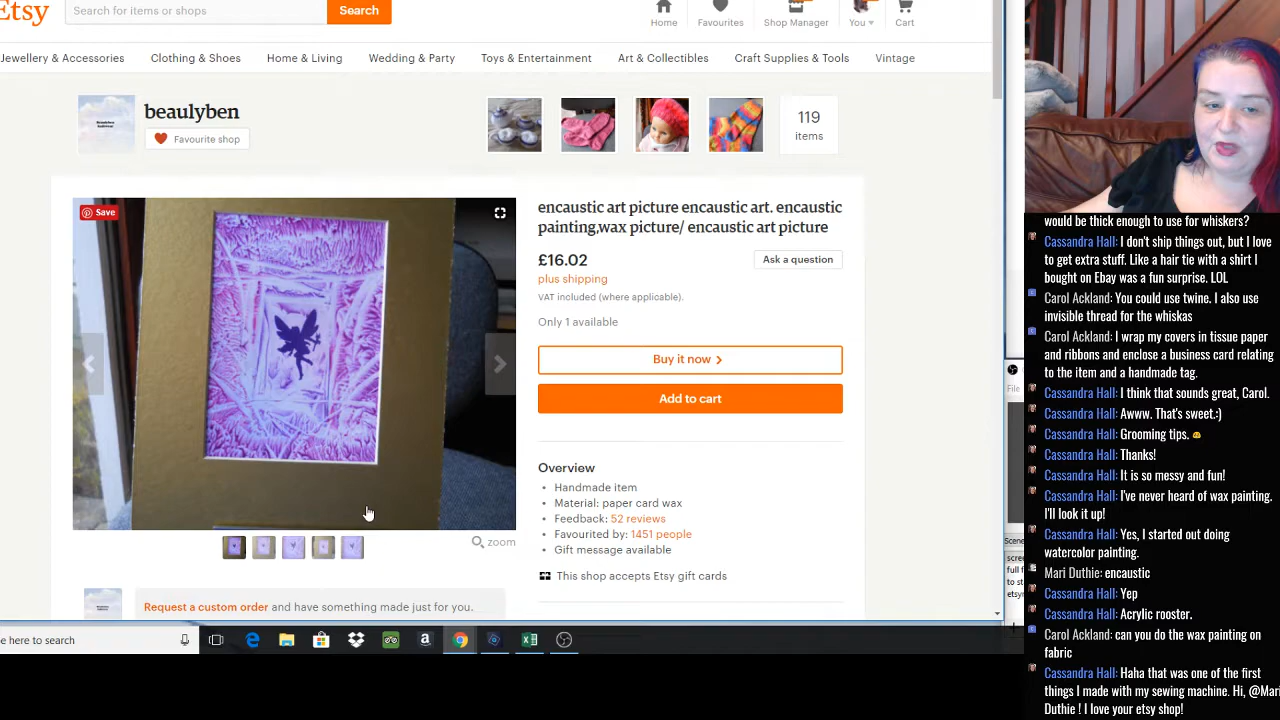 Etsy
Search for items or shops
Search
Home
Favourites
Shop Manager
You
Cart
Jewellery & Accessories
Clothing & Shoes
Home & Living
Wedding & Party
Toys & Entertainment
Art & Collectibles
Craft Supplies & Tools
Vintage
beaulyben
Favourite shop
119
items
Save
encaustic art picture encaustic art. encaustic
painting,wax picture/ encaustic art picture
£16.02
Ask a question
plus shipping
VAT included (where applicable).
Only 1 available
Buy it now
Add to cart
Overview
Handmade item
Material: paper card wax
Feedback: 52 reviews
Favourited by: 1451 people
Gift message available
This shop accepts Etsy gift cards
zoom
Request a custom order and have something made just for you.
e here to search
would be thick enough to use for whiskers?
Cassandra Hall: I don't ship things out, but I love
to get extra stuff. Like a hair tie with a shirt I
bought on Ebay was a fun surprise. LOL
Carol Ackland: You could use twine. I also use
invisible thread for the whiskas
Carol Ackland: I wrap my covers in tissue paper
and ribbons and enclose a business card relating
to the item and a handmade tag.
Cassandra Hall: I think that sounds great, Carol.
Cassandra Hall: Awww. That's sweet.:)
Cassandra Hall: Grooming tips.
Cassandra Hall: Thanks!
Cassandra Hall: It is so messy and fun!
Cassandra Hall: I've never heard of wax painting.
I'll look it up!
Cassandra Hall: Yes, I started out doing
watercolor painting.
Mari Duthie: encaustic
Cassandra Hall: Yep
Cassandra Hall: Acrylic rooster.
Carol Ackland: can you do the wax painting on
fabric
Cassandra Hall: Haha that was one of the first
things I made with my sewing machine. Hi, @Mari
Duthie ! I love your etsy shop!
File
Scene
scree
full f
to st
etsy